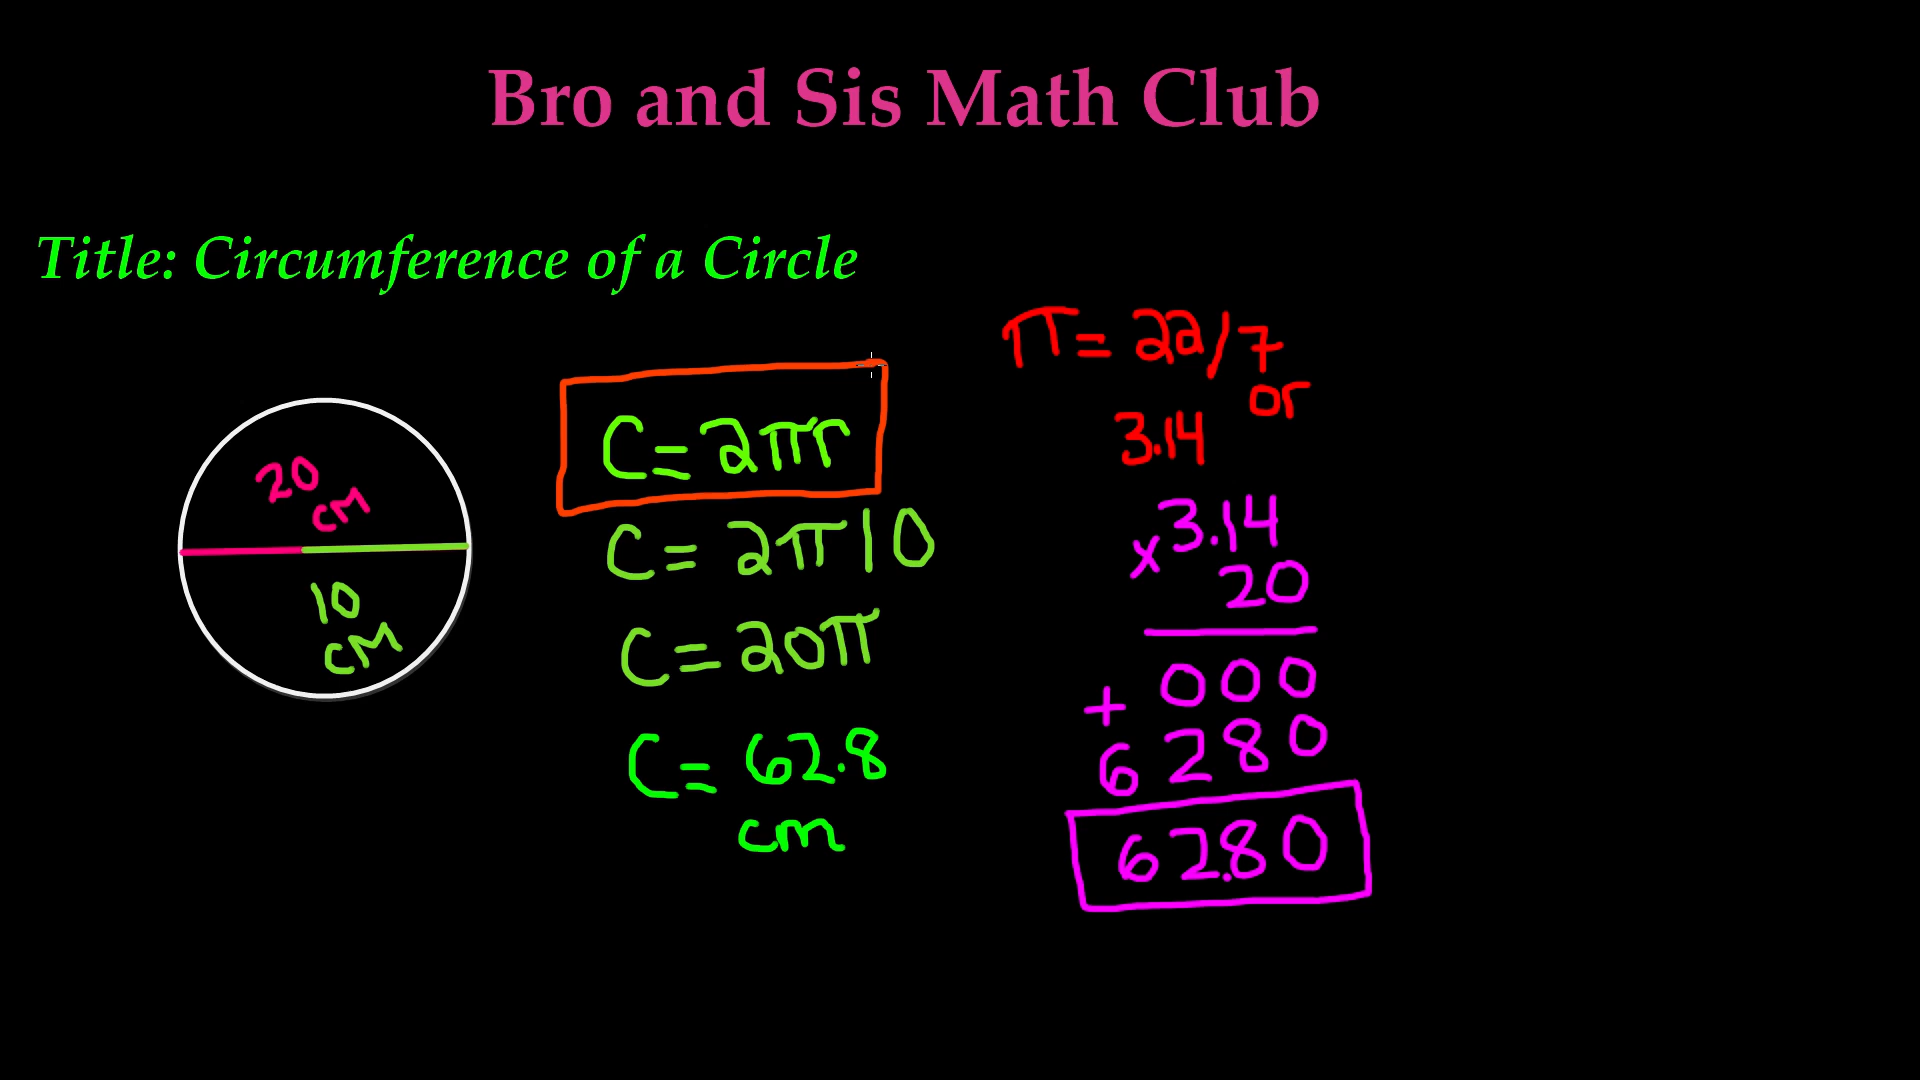 Bro and Sis Math Club
Title: Circumference of a Circle
20
cm
10
cm
C=2πr
C=2π10
C=20π
C=62.8
cm
π=22/7
or
3.14
x3.14
20
000
+
6280
62.80